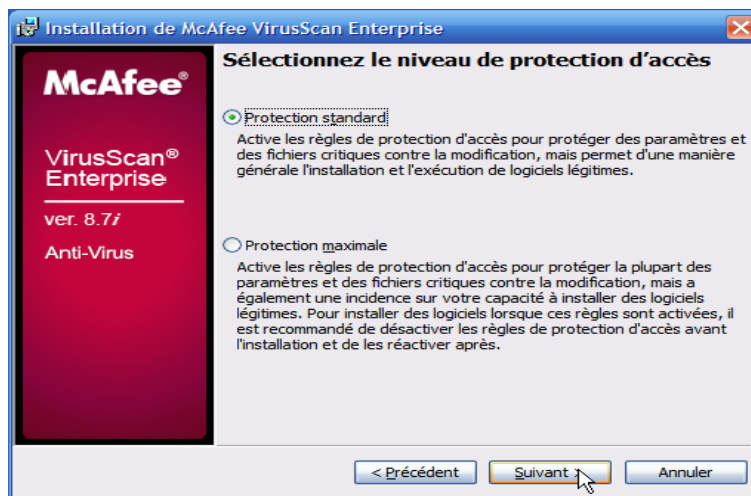 Installation de McAfee VirusScan Enterprise
McAfee®
VirusScan®
Enterprise
ver. 8.7i
Anti-Virus
Sélectionnez le niveau de protection d'accès
Protection standard
Active les règles de protection d'accès pour protéger des paramètres et
des fichiers critiques contre la modification, mais permet d'une manière
générale l'installation et l'exécution de logiciels légitimes.
Protection maximale
Active les règles de protection d'accès pour protéger la plupart des
paramètres et des fichiers critiques contre la modification, mais a
également une incidence sur votre capacité à installer des logiciels
légitimes. Pour installer des logiciels lorsque ces règles sont activées, il
est recommandé de désactiver les règles de protection d'accès avant
l'installation et de les réactiver après.
< Précédent
Suivant >
Annuler